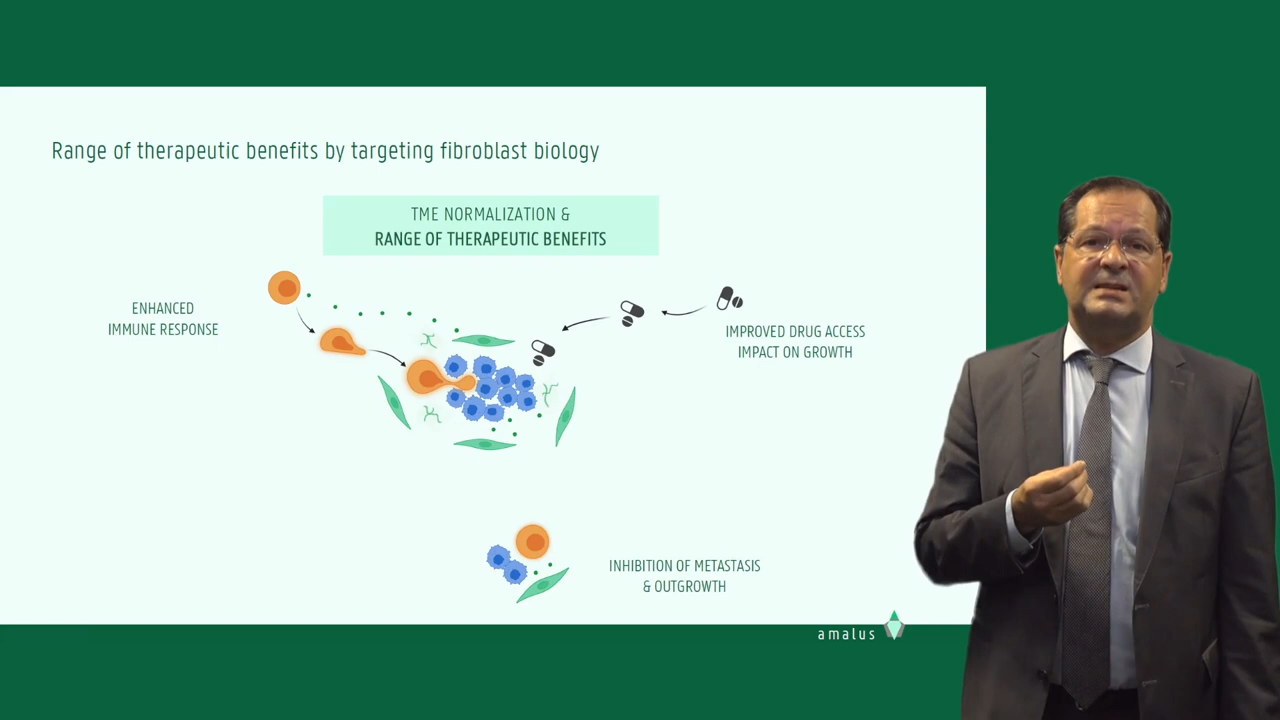 Range of therapeutic benefits by targeting fibroblast biology
TME NORMALIZATION &
RANGE OF THERAPEUTIC BENEFITS
ENHANCED
IMMUNE RESPONSE
IMPROVED DRUG ACCESS
IMPACT ON GROWTH
INHIBITION OF METASTASIS
& OUTGROWTH
amalus